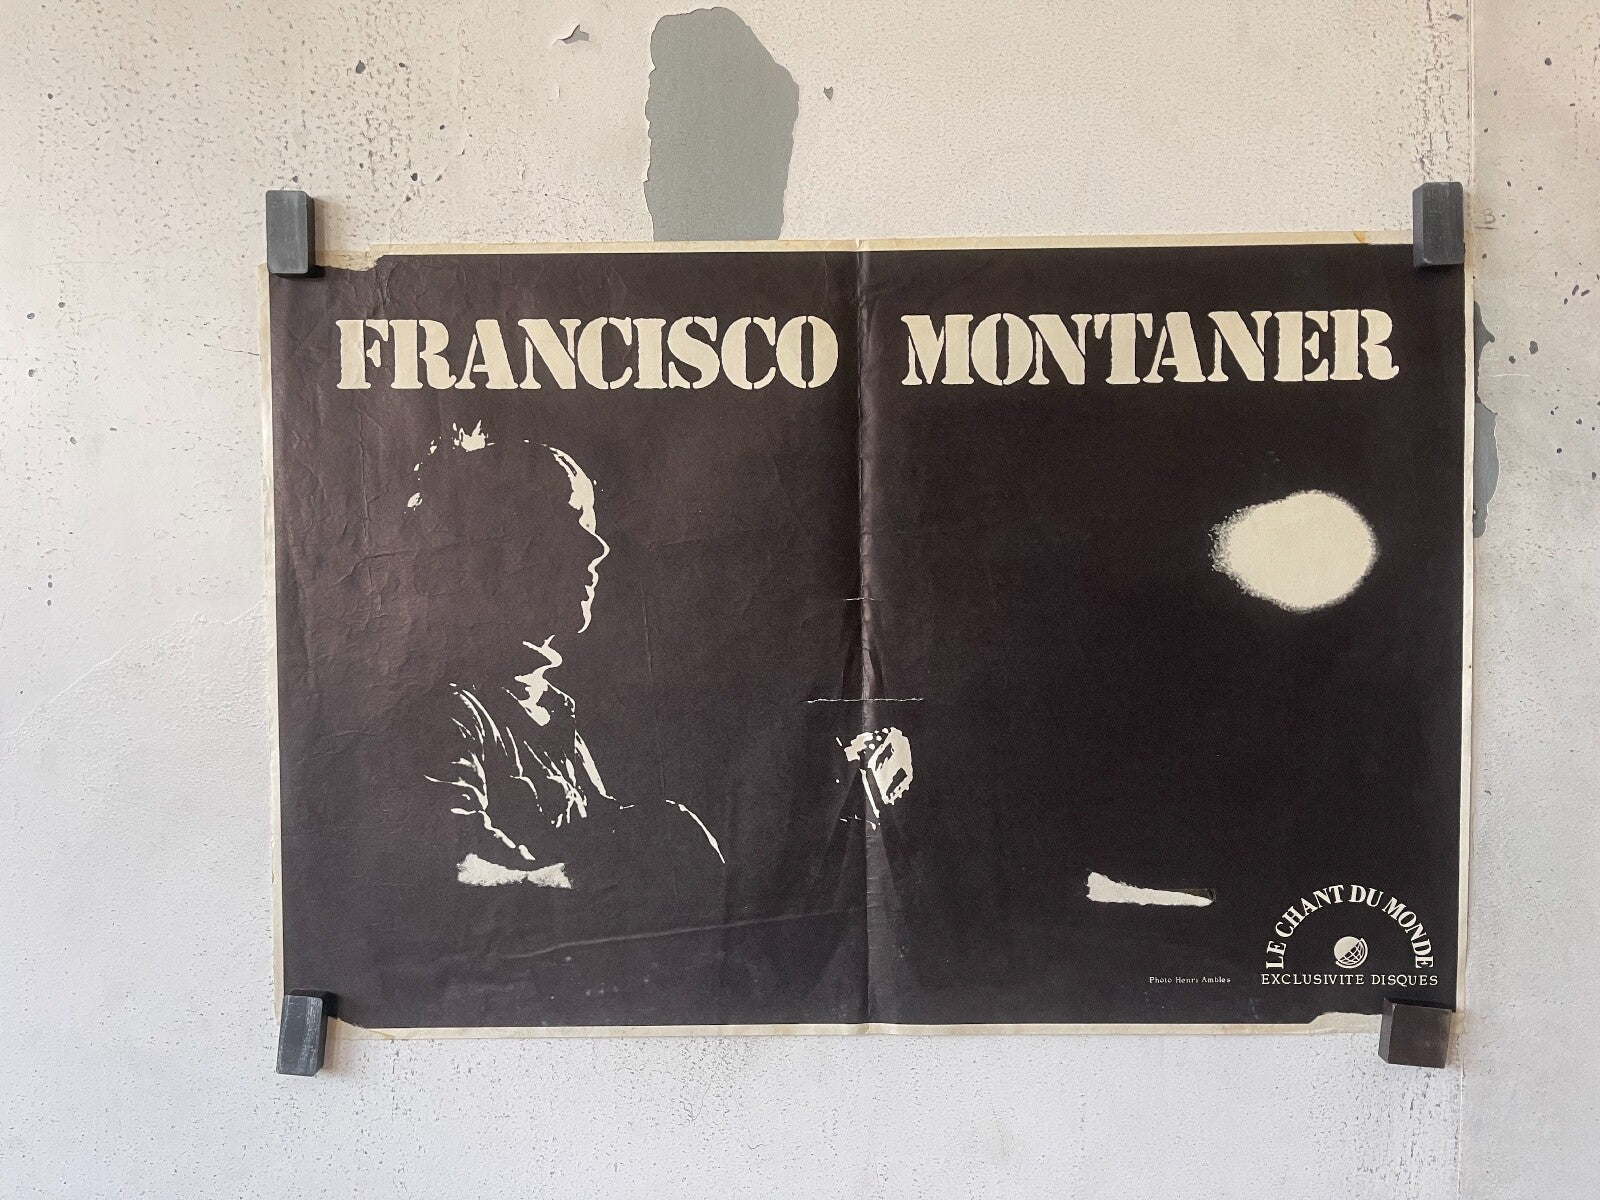 FRANCISCO MONTANER
LE CHANT DU MONDE
EXCLUSIVITE DISQUES
Photo Henri Ambles